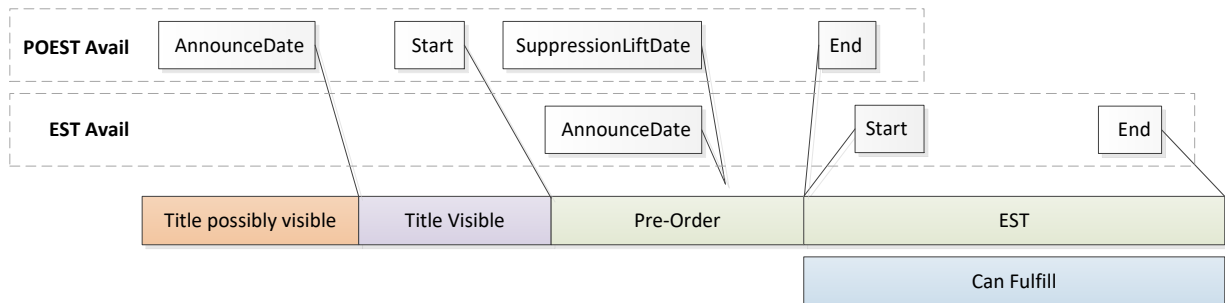 POEST Avail
AnnounceDate
Start
SuppressionLiftDate
End
EST Avail
AnnounceDate
Start
End
Title possibly visible
Title Visible
Pre-Order
EST
Can Fulfill